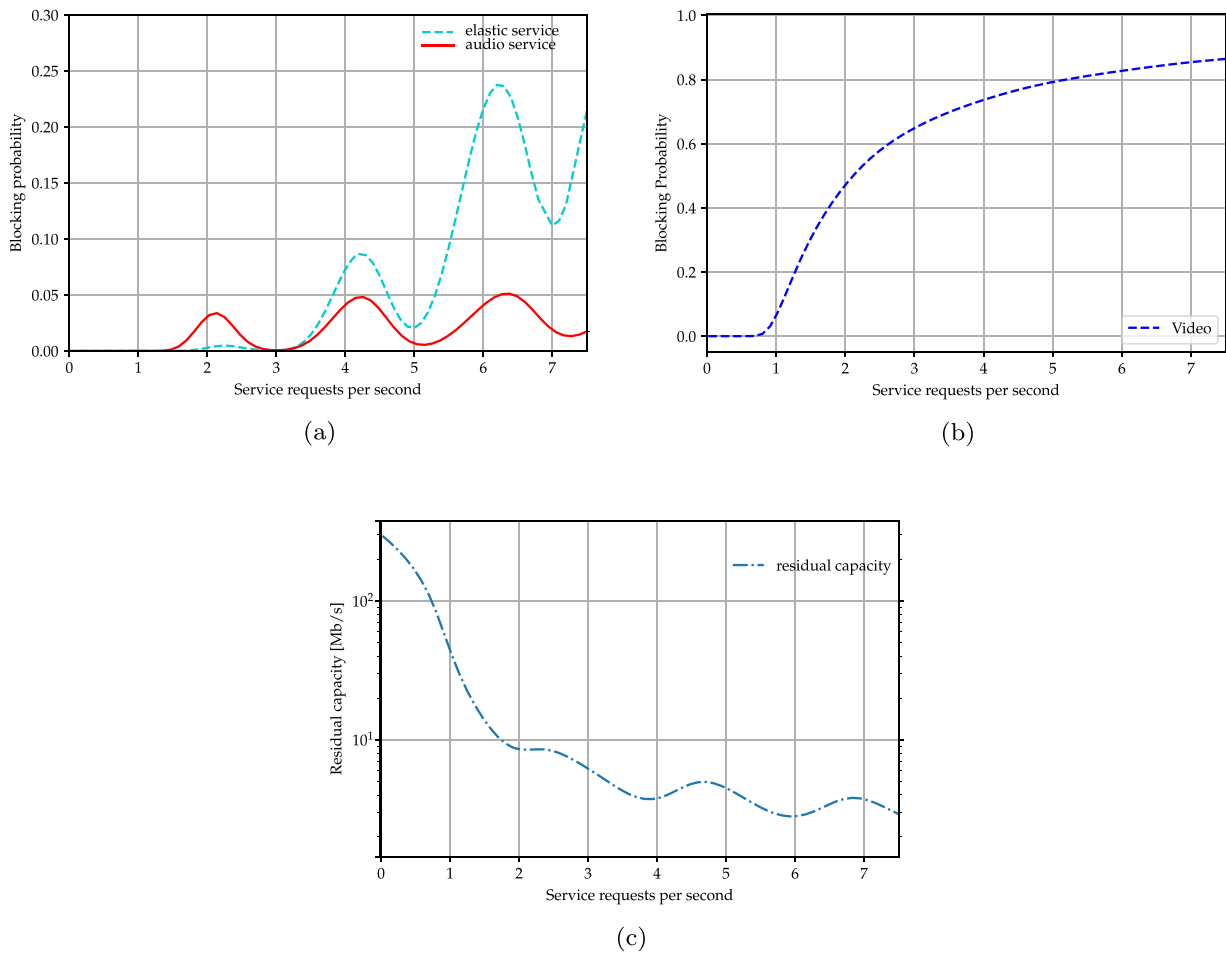 0.30
0.25
0.20
0.15
0.10
0.05
0.00
Blocking probability
elastic service
audio service
0 1 2 3 4 5 6 7
Service requests per second
(a)
1.0
0.8
0.6
0.4
0.2
0.0
Blocking Probability
Video
0 1 2 3 4 5 6 7
Service requests per second
(b)
10²
10¹
Residual capacity [Mb/s]
residual capacity
0 1 2 3 4 5 6 7
Service requests per second
(c)